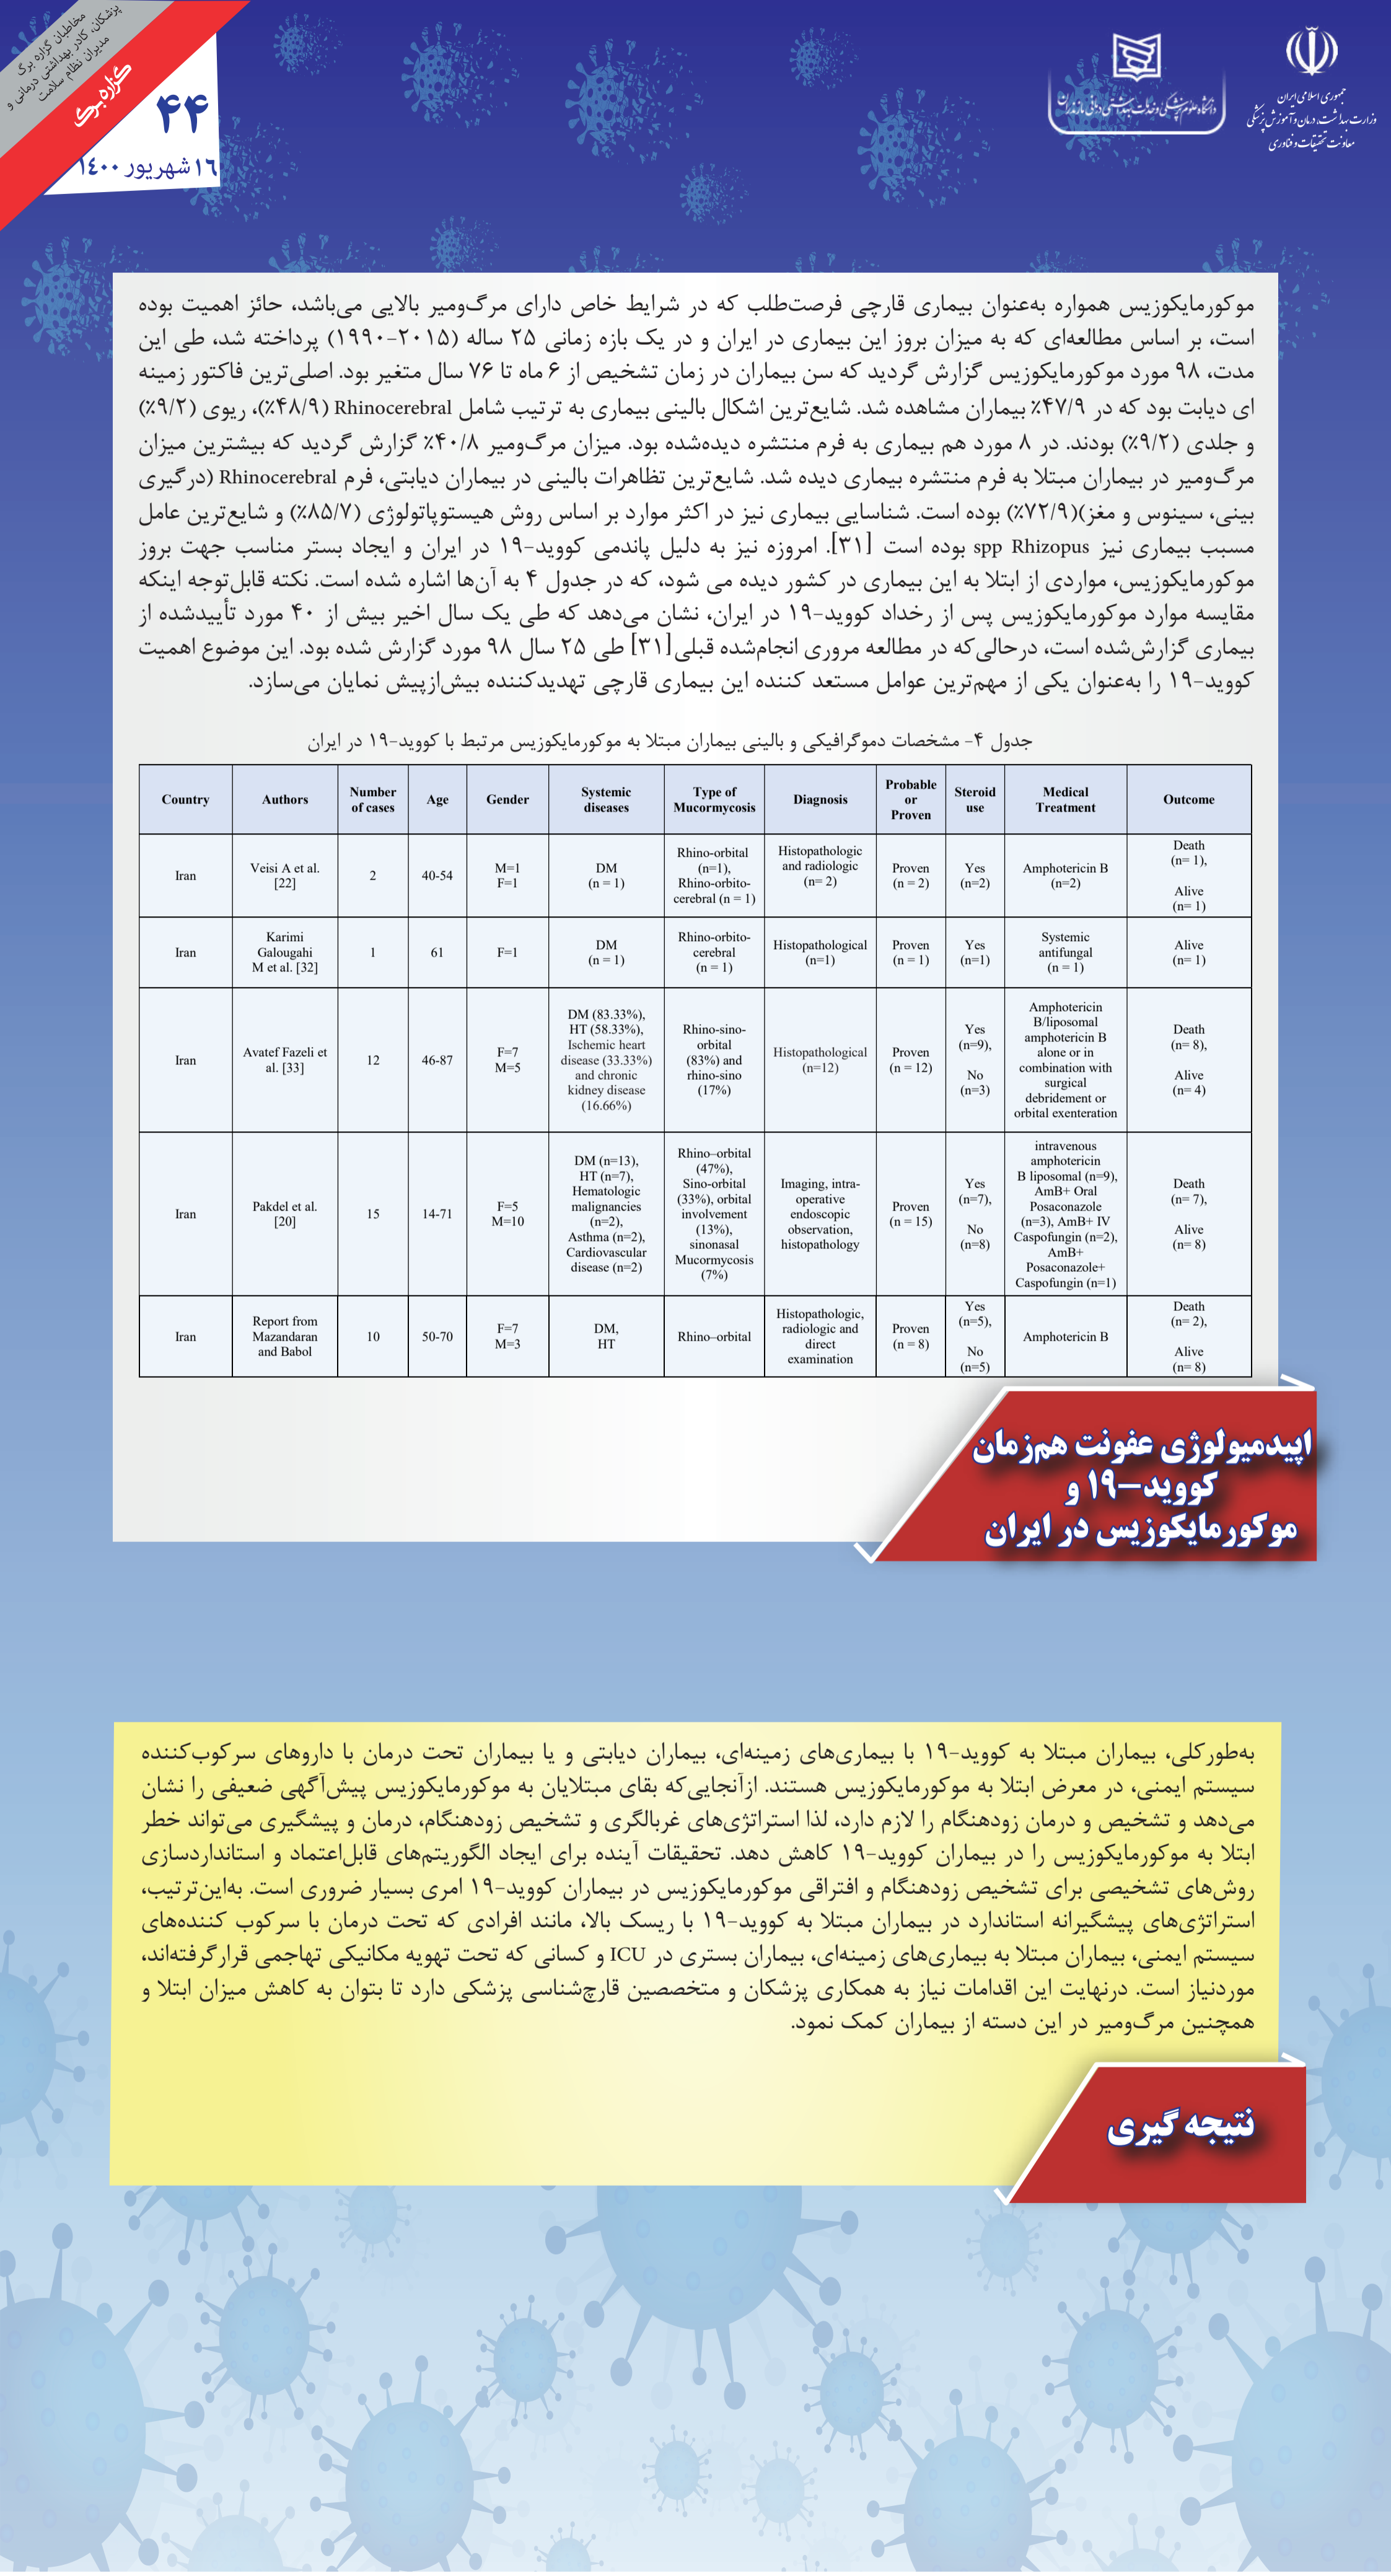 مخاطبان گزاره برگ
پزشکان، کادر بهداشتی درمانی و
مدیران نظام سلامت
گزاره برگ
۴۴
۱۶ شهریور ۱۴۰۰
دانشگاه علوم پزشکی و خدمات بهداشتی درمانی مازندران
جمهوری اسلامی ایران
وزارت بهداشت، درمان و آموزش پزشکی
معاونت تحقیقات و فناوری
موکورمایکوزیس همواره به‌عنوان بیماری قارچی فرصت‌طلب که در شرایط خاص دارای مرگ‌ومیر بالایی می‌باشد، حائز اهمیت بوده
است، بر اساس مطالعه‌ای که به میزان بروز این بیماری در ایران و در یک بازه زمانی ۲۵ ساله (۲۰۱۵-۱۹۹۰) پرداخته شد، طی این
مدت، ۹۸ مورد موکورمایکوزیس گزارش گردید که سن بیماران در زمان تشخیص از ۶ ماه تا ۷۶ سال متغیر بود. اصلی‌ترین فاکتور زمینه
ای دیابت بود که در ۴۷/۹٪ بیماران مشاهده شد. شایع‌ترین اشکال بالینی بیماری به ترتیب شامل Rhinocerebral (۴۸/۹٪)، ریوی (۹/۲٪)
و جلدی (۹/۲٪) بودند. در ۸ مورد هم بیماری به فرم منتشره دیده‌شده بود. میزان مرگ‌ومیر ۴۰/۸٪ گزارش گردید که بیشترین میزان
مرگ‌ومیر در بیماران مبتلا به فرم منتشره بیماری دیده شد. شایع‌ترین تظاهرات بالینی در بیماران دیابتی، فرم Rhinocerebral (درگیری
بینی، سینوس و مغز)(۷۲/۹٪) بوده است. شناسایی بیماری نیز در اکثر موارد بر اساس روش هیستوپاتولوژی (۸۵/۷٪) و شایع‌ترین عامل
مسبب بیماری نیز spp Rhizopus بوده است [۳۱]. امروزه نیز به دلیل پاندمی کووید-۱۹ در ایران و ایجاد بستر مناسب جهت بروز
موکورمایکوزیس، مواردی از ابتلا به این بیماری در کشور دیده می شود، که در جدول ۴ به آن‌ها اشاره شده است. نکته قابل‌توجه اینکه
مقایسه موارد موکورمایکوزیس پس از رخداد کووید-۱۹ در ایران، نشان می‌دهد که طی یک سال اخیر بیش از ۴۰ مورد تأییدشده از
بیماری گزارش‌شده است، درحالی‌که در مطالعه مروری انجام‌شده قبلی[۳۱] طی ۲۵ سال ۹۸ مورد گزارش شده بود. این موضوع اهمیت
کووید-۱۹ را به‌عنوان یکی از مهم‌ترین عوامل مستعد کننده این بیماری قارچی تهدیدکننده بیش‌ازپیش نمایان می‌سازد.
جدول ۴- مشخصات دموگرافیکی و بالینی بیماران مبتلا به موکورمایکوزیس مرتبط با کووید-۱۹ در ایران
Country
Authors
Number
of cases
Age
Gender
Systemic
diseases
Type of
Mucormycosis
Diagnosis
Probable
or
Proven
Steroid
use
Medical
Treatment
Outcome
Iran
Veisi A et al.
[22]
2
40-54
M=1
F=1
DM
(n = 1)
Rhino-orbital
(n=1),
Rhino-orbito-
cerebral (n = 1)
Histopathologic
and radiologic
(n= 2)
Proven
(n = 2)
Yes
(n=2)
Amphotericin B
(n=2)
Death
(n= 1),
Alive
(n= 1)
Iran
Karimi
Galougahi
M et al. [32]
1
61
F=1
DM
(n = 1)
Rhino-orbito-
cerebral
(n = 1)
Histopathological
(n=1)
Proven
(n = 1)
Yes
(n=1)
Systemic
antifungal
(n = 1)
Alive
(n= 1)
Iran
Avatef Fazeli et
al. [33]
12
46-87
F=7
M=5
DM (83.33%),
HT (58.33%),
Ischemic heart
disease (33.33%)
and chronic
kidney disease
(16.66%)
Rhino-sino-
orbital
(83%) and
rhino-sino
(17%)
Histopathological
(n=12)
Proven
(n = 12)
Yes
(n=9),
No
(n=3)
Amphotericin
B/liposomal
amphotericin B
alone or in
combination with
surgical
debridement or
orbital exenteration
Death
(n= 8),
Alive
(n= 4)
Iran
Pakdel et al.
[20]
15
14-71
F=5
M=10
DM (n=13),
HT (n=7),
Hematologic
malignancies
(n=2),
Asthma (n=2),
Cardiovascular
disease (n=2)
Rhino–orbital
(47%),
Sino-orbital
(33%), orbital
involvement
(13%),
sinonasal
Mucormycosis
(7%)
Imaging, intra-
operative
endoscopic
observation,
histopathology
Proven
(n = 15)
Yes
(n=7),
No
(n=8)
intravenous
amphotericin
B liposomal (n=9),
AmB+ Oral
Posaconazole
(n=3), AmB+ IV
Caspofungin (n=2),
AmB+
Posaconazole+
Caspofungin (n=1)
Death
(n= 7),
Alive
(n= 8)
Iran
Report from
Mazandaran
and Babol
10
50-70
F=7
M=3
DM,
HT
Rhino–orbital
Histopathologic,
radiologic and
direct
examination
Proven
(n = 8)
Yes
(n=5),
No
(n=5)
Amphotericin B
Death
(n= 2),
Alive
(n= 8)
اپیدمیولوژی عفونت هم‌زمان
کووید-۱۹ و
موکورمایکوزیس در ایران
به‌طورکلی، بیماران مبتلا به کووید-۱۹ با بیماری‌های زمینه‌ای، بیماران دیابتی و یا بیماران تحت درمان با داروهای سرکوب‌کننده
سیستم ایمنی، در معرض ابتلا به موکورمایکوزیس هستند. ازآنجایی‌که بقای مبتلایان به موکورمایکوزیس پیش‌آگهی ضعیفی را نشان
می‌دهد و تشخیص و درمان زودهنگام را لازم دارد، لذا استراتژی‌های غربالگری و تشخیص زودهنگام، درمان و پیشگیری می‌تواند خطر
ابتلا به موکورمایکوزیس را در بیماران کووید-۱۹ کاهش دهد. تحقیقات آینده برای ایجاد الگوریتم‌های قابل‌اعتماد و استانداردسازی
روش‌های تشخیصی برای تشخیص زودهنگام و افتراقی موکورمایکوزیس در بیماران کووید-۱۹ امری بسیار ضروری است. به‌این‌ترتیب،
استراتژی‌های پیشگیرانه استاندارد در بیماران مبتلا به کووید-۱۹ با ریسک بالا، مانند افرادی که تحت درمان با سرکوب کننده‌های
سیستم ایمنی، بیماران مبتلا به بیماری‌های زمینه‌ای، بیماران بستری در ICU و کسانی که تحت تهویه مکانیکی تهاجمی قرارگرفته‌اند،
موردنیاز است. درنهایت این اقدامات نیاز به همکاری پزشکان و متخصصین قارچ‌شناسی پزشکی دارد تا بتوان به کاهش میزان ابتلا و
همچنین مرگ‌ومیر در این دسته از بیماران کمک نمود.
نتیجه گیری